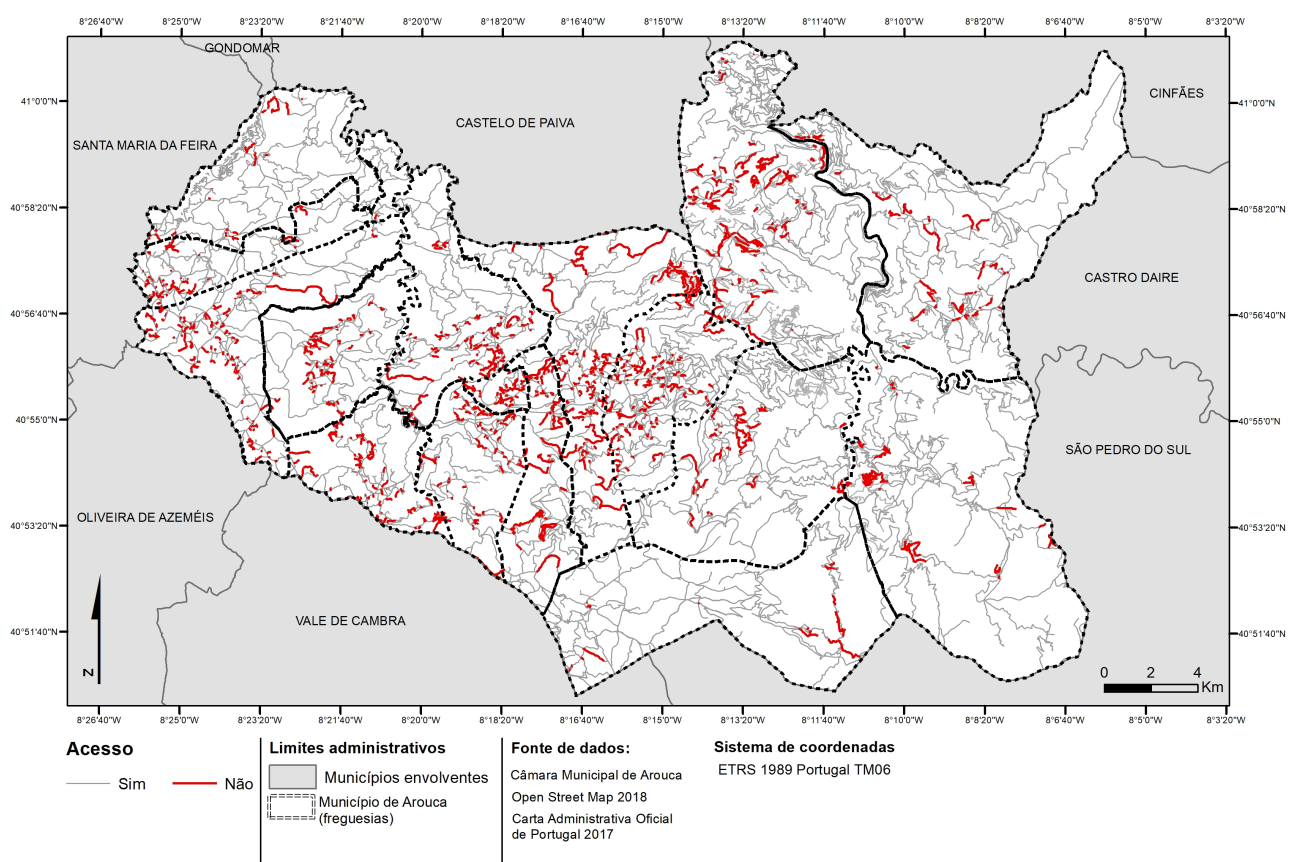 8°26'40"W 8°25'0"W 8°23'20"W 8°21'40"W 8°20'0"W 8°18'20"W 8°16'40"W 8°15'0"W 8°13'20"W 8°11'40"W 8°10'0"W 8°8'20"W 8°6'40"W 8°5'0"W 8°3'20"W
GONDOMAR
CINFÃES
41°0'0"N
41°0'0"N
CASTELO DE PAIVA
SANTA MARIA DA FEIRA
40°58'20"N
40°58'20"N
CASTRO DAIRE
40°56'40"N
40°56'40"N
40°55'0"N
40°55'0"N
SÃO PEDRO DO SUL
OLIVEIRA DE AZEMÉIS
40°53'20"N
40°53'20"N
VALE DE CAMBRA
40°51'40"N
40°51'40"N
N
0 2 4
Km
8°26'40"W 8°25'0"W 8°23'20"W 8°21'40"W 8°20'0"W 8°18'20"W 8°16'40"W 8°15'0"W 8°13'20"W 8°11'40"W 8°10'0"W 8°8'20"W 8°6'40"W 8°5'0"W 8°3'20"W
Acesso
Sim
Não
Limites administrativos
Municípios envolventes
Município de Arouca
(freguesias)
Fonte de dados:
Câmara Municipal de Arouca
Open Street Map 2018
Carta Administrativa Oficial
de Portugal 2017
Sistema de coordenadas
ETRS 1989 Portugal TM06